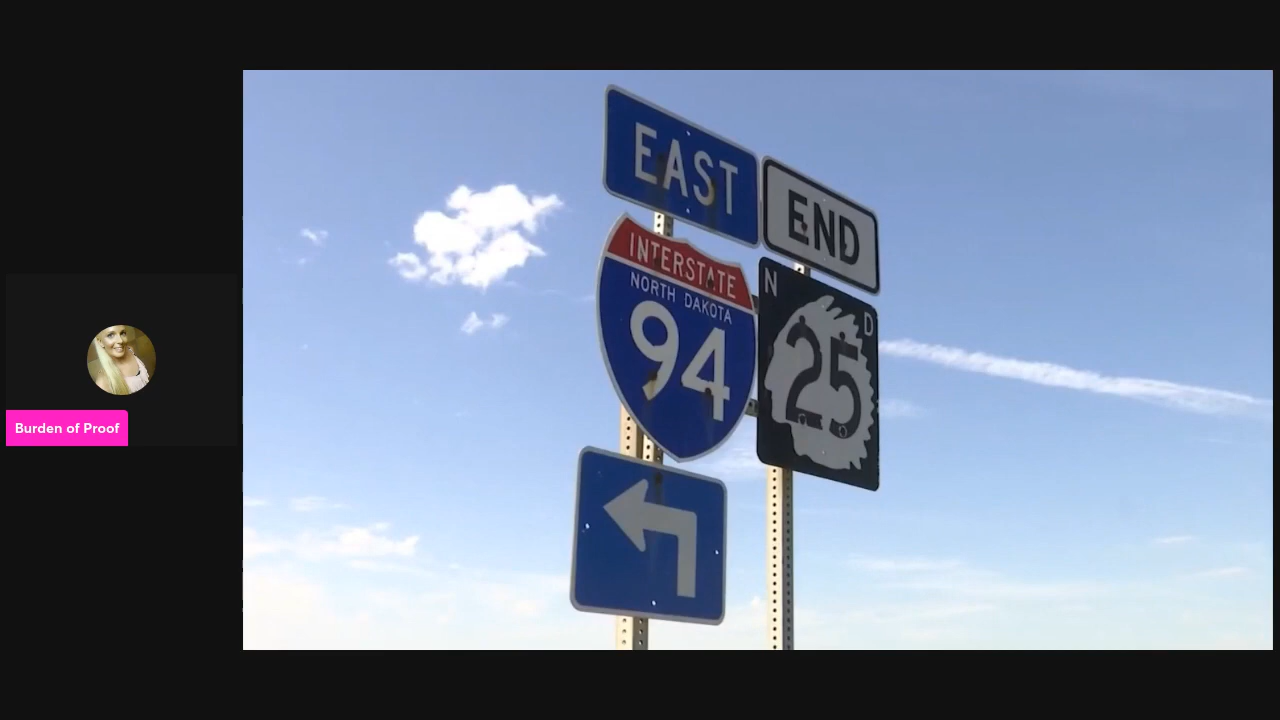 EAST
END
INTERSTATE
NORTH DAKOTA
94
N D
25
Burden of Proof